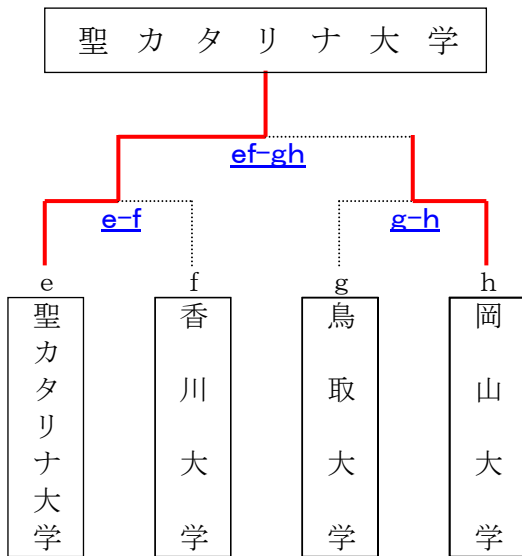 聖カタリナ大学
ef-gh
e-f
g-h
e
f
g
h
聖カタリナ大学
香川大学
鳥取大学
岡山大学